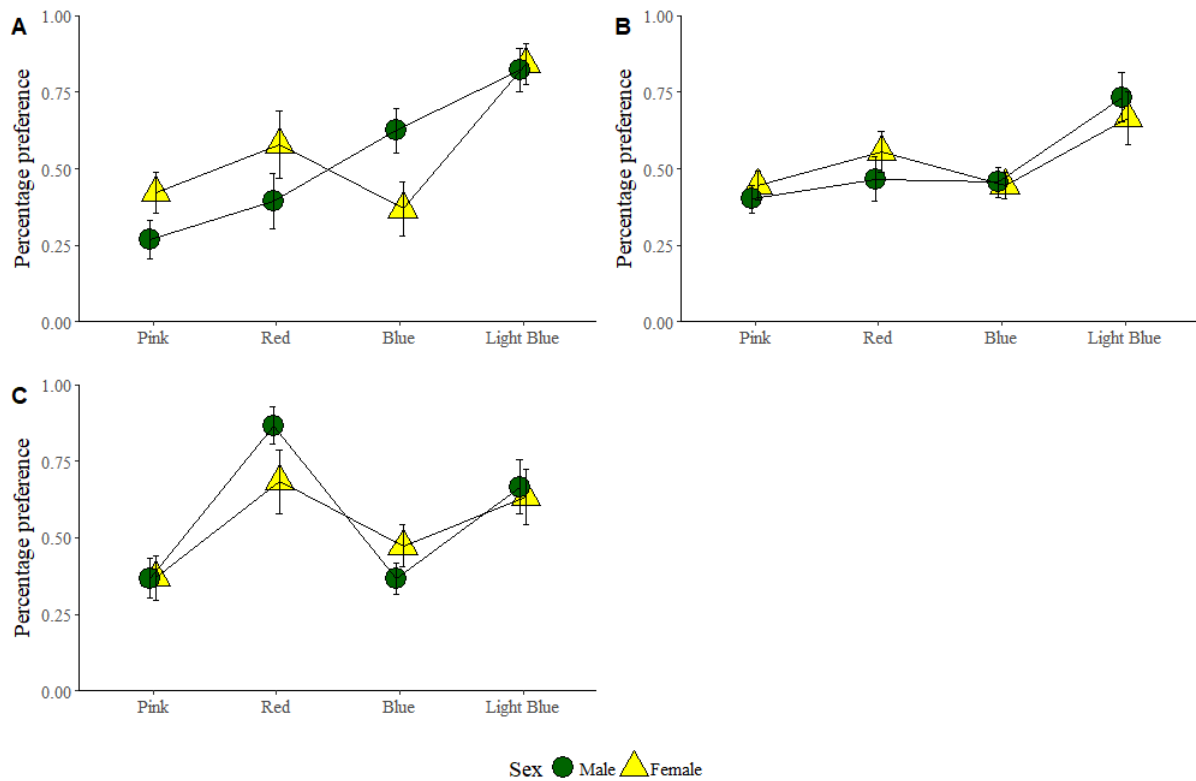 A
Percentage preference
1.00
0.75
0.50
0.25
0.00
Pink Red Blue Light Blue
B
Percentage preference
1.00
0.75
0.50
0.25
0.00
Pink Red Blue Light Blue
C
Percentage preference
1.00
0.75
0.50
0.25
0.00
Pink Red Blue Light Blue
Sex Male Female